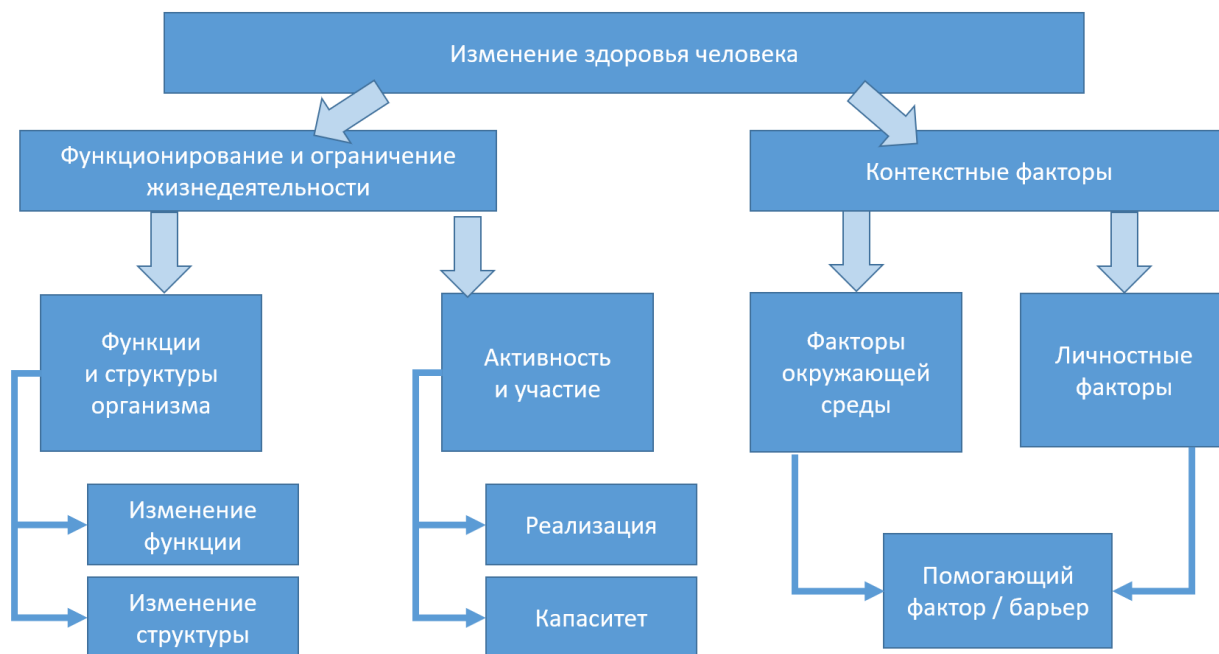 Изменение здоровья человека
Функционирование и ограничение
жизнедеятельности
Контекстные факторы
Функции
и структуры
организма
Активность
и участие
Факторы
окружающей
среды
Личностные
факторы
Изменение
функции
Реализация
Помогающий
фактор / барьер
Изменение
структуры
Капаситет